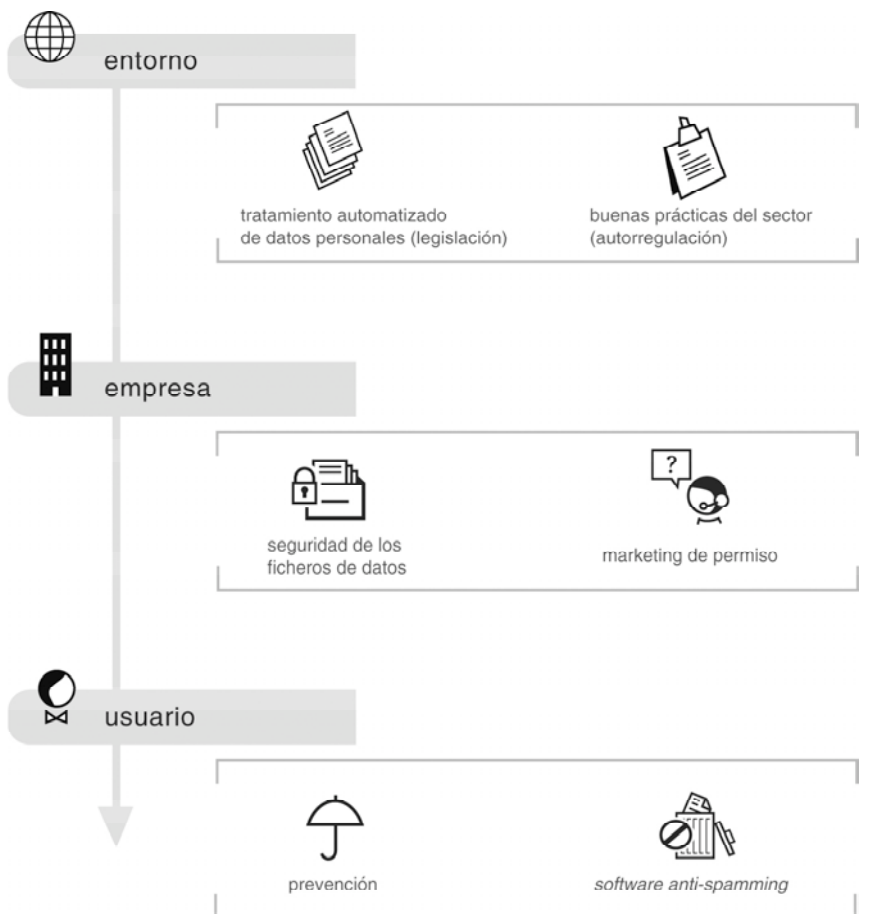 entorno
tratamiento automatizado
de datos personales (legislación)
buenas prácticas del sector
(autorregulación)
empresa
seguridad de los
ficheros de datos
?
marketing de permiso
usuario
prevención
software anti-spamming